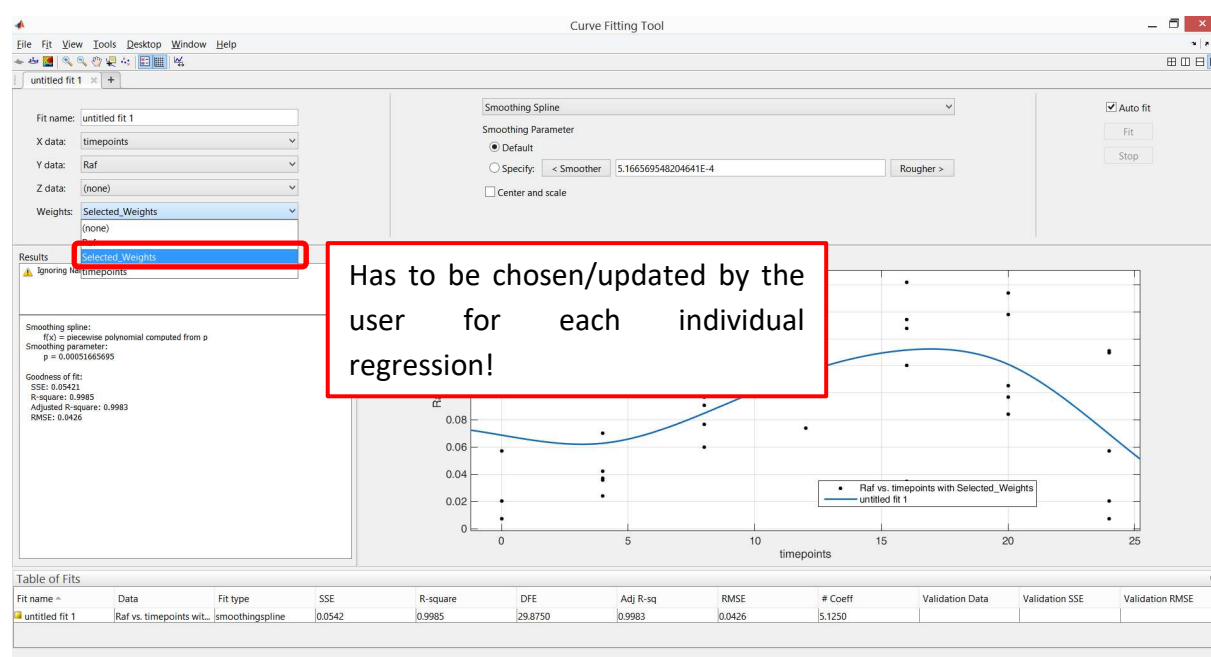 Curve Fitting Tool
File Fit View Tools Desktop Window Help
untitled fit 1
Fit name: untitled fit 1
X data: timepoints
Y data: Raf
Z data: (none)
Weights: Selected_Weights
(none)
Selected_Weights
timepoints
Smoothing Spline
Smoothing Parameter
Default
Specify: < Smoother 5.166569548204641E-4 Rougher >
Center and scale
Auto fit
Fit
Stop
Results
Ignoring
Smoothing spline:
f(x) = piecewise polynomial computed from p
Smoothing parameter:
p = 0.00051665695
Goodness of fit:
SSE: 0.05421
R-square: 0.9985
Adjusted R-square: 0.9983
RMSE: 0.0426
Has to be chosen/updated by the
user for each individual
regression!
0.08
0.06
0.04
0.02
0
0 5 10 15 20 25
timepoints
Raf vs. timepoints with Selected_Weights
untitled fit 1
Table of Fits
Fit name Data Fit type SSE R-square DFE Adj R-sq RMSE # Coeff Validation Data Validation SSE Validation RMSE
untitled fit 1 Raf vs. timepoints wit... smoothingspline 0.0542 0.9985 29.8750 0.9983 0.0426 5.1250